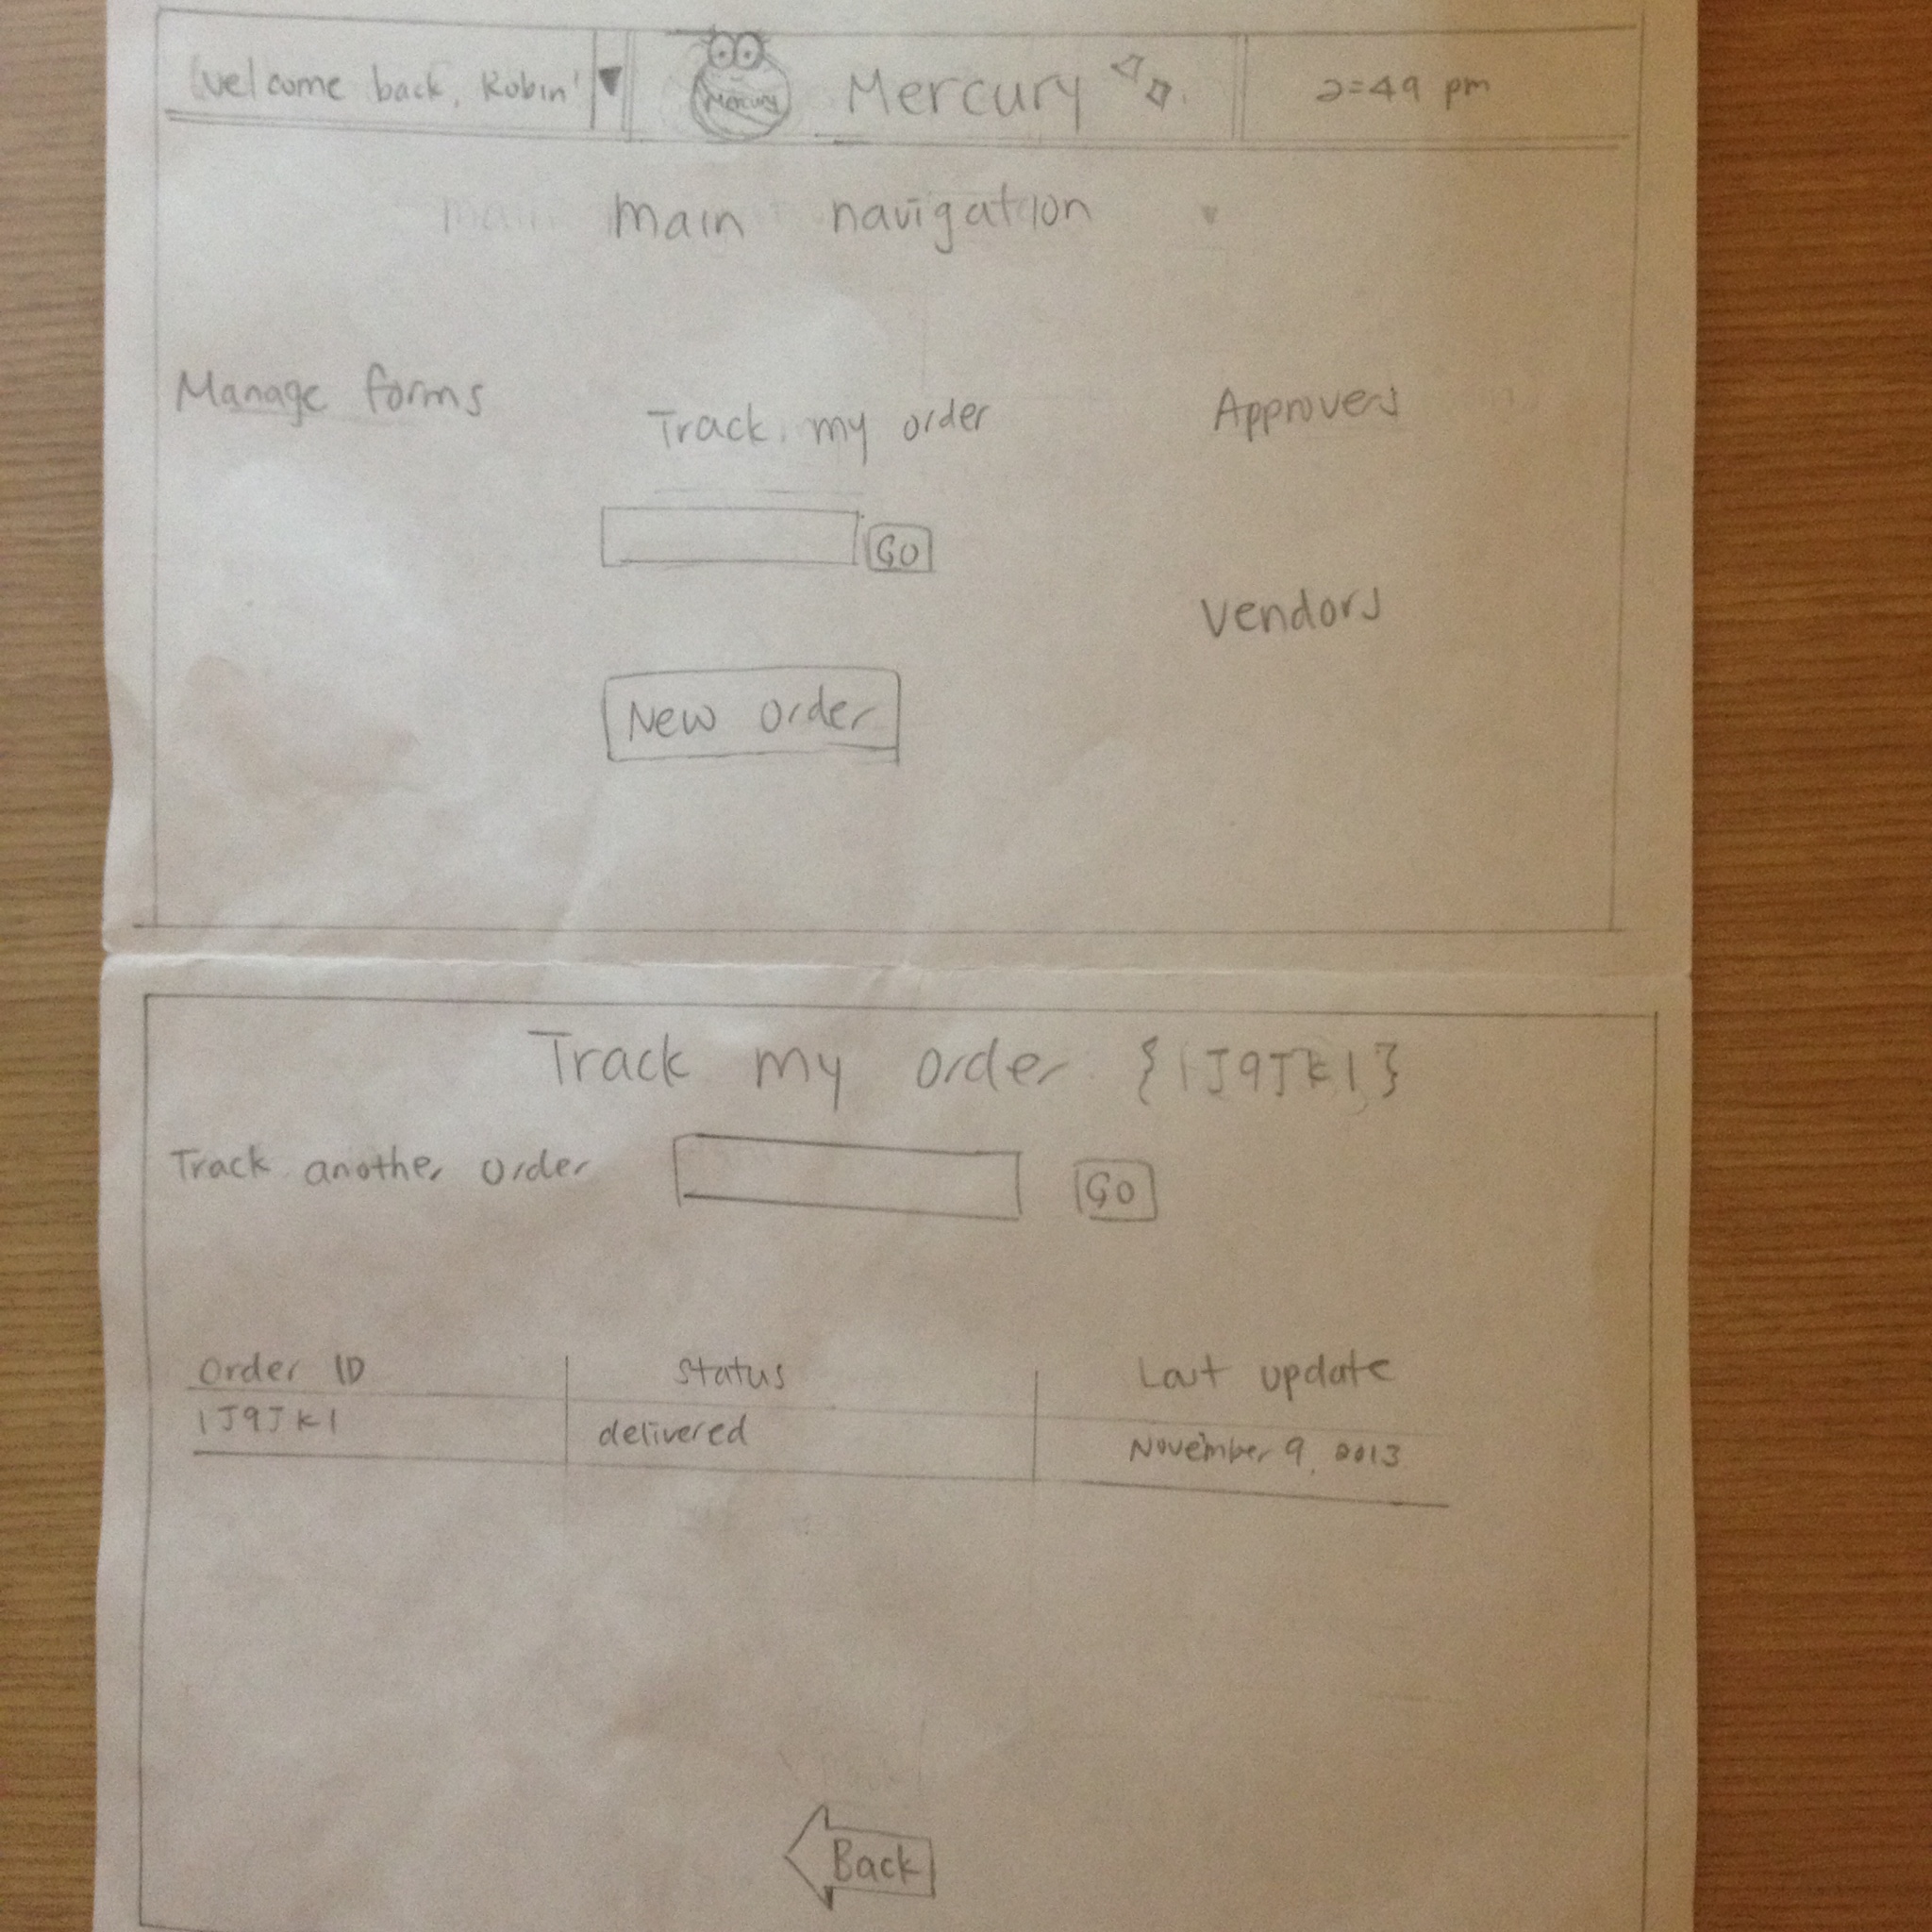 Welcome back, Robin!
Mercury
Mercury
2:49 pm
main main navigation
Manage forms
Track my order
Approvers
GO
Vendors
New order
Track my order {1J9JK1}
Track another order
GO
Order ID Status Last update
1J9JK1 delivered November 9, 2013
Back